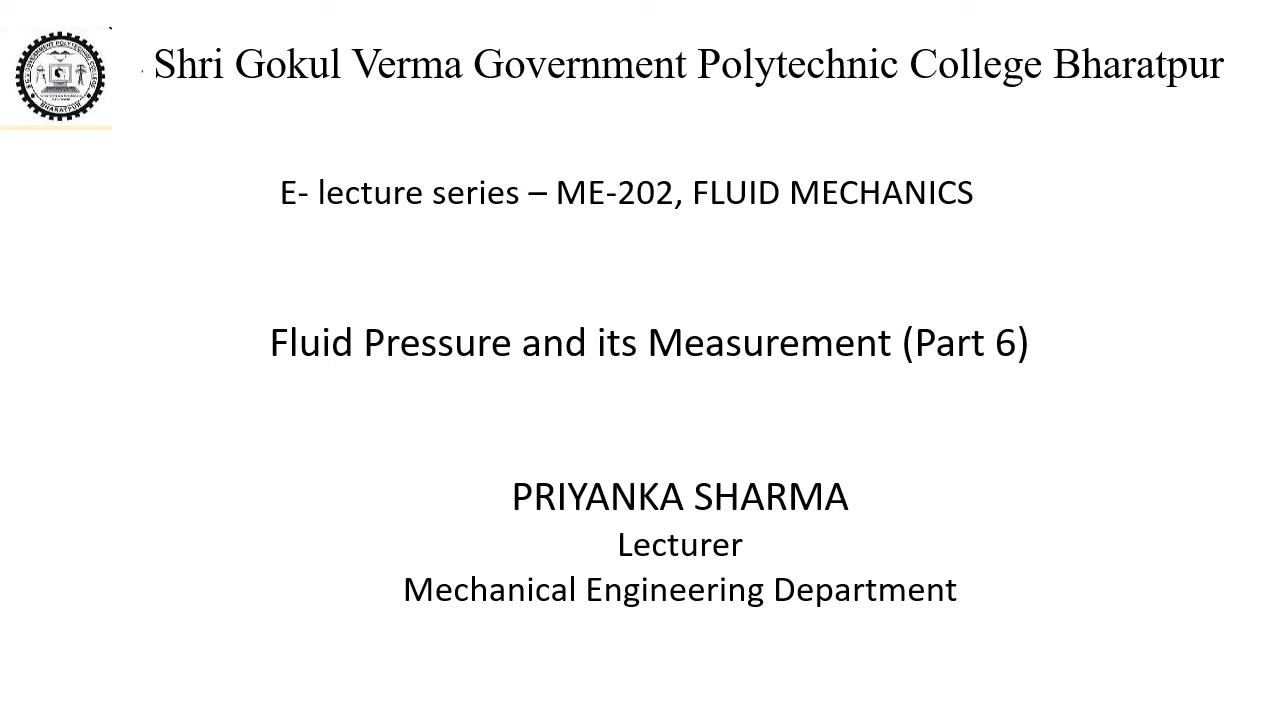 Shri Gokul Verma Government Polytechnic College Bharatpur
E- lecture series – ME-202, FLUID MECHANICS
Fluid Pressure and its Measurement (Part 6)
PRIYANKA SHARMA
Lecturer
Mechanical Engineering Department
BHARATPUR